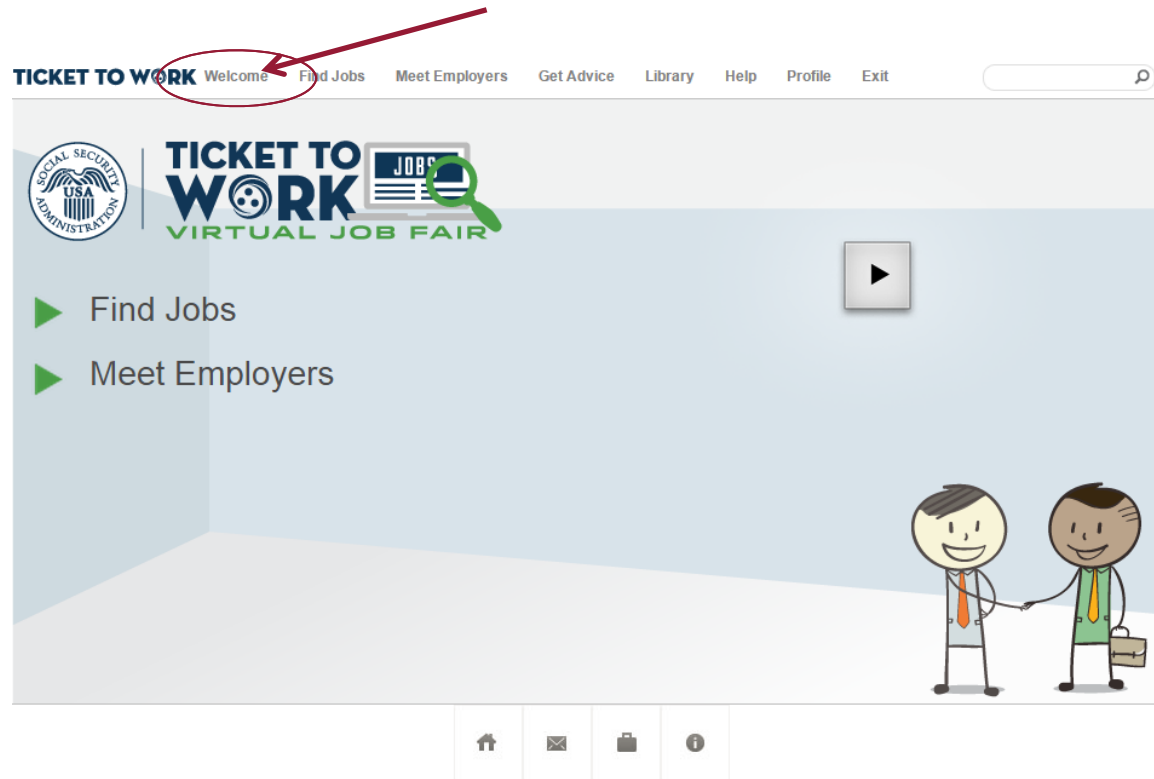 TICKET TO WORK Welcome Find Jobs Meet Employers Get Advice Library Help Profile Exit
SOCIAL SECURITY
USA
ADMINISTRATION
TICKET TO
WORK
JOBS
VIRTUAL JOB FAIR
Find Jobs
Meet Employers